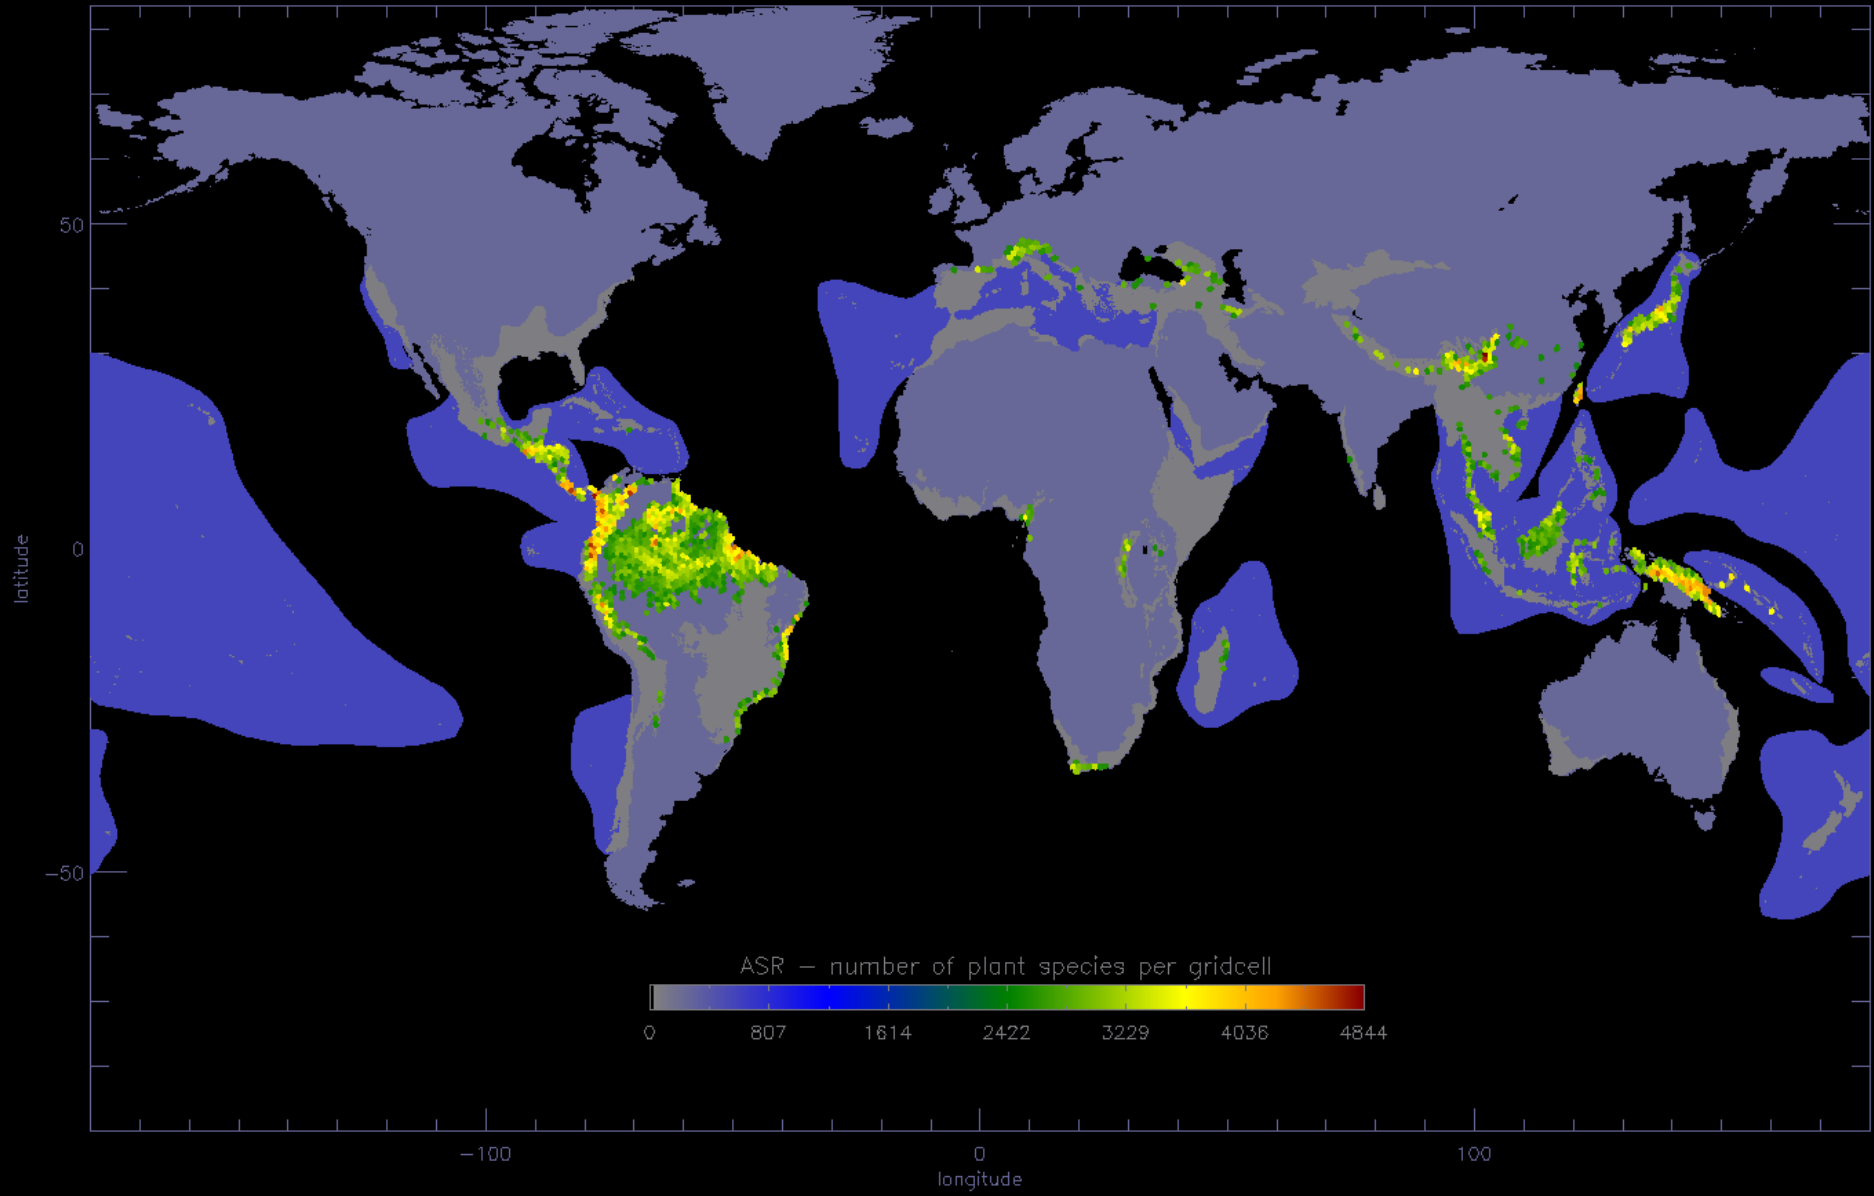 50
0
-50
latitude
ASR - number of plant species per gridcell
0 807 1614 2422 3229 4036 4844
-100 0 100
longitude